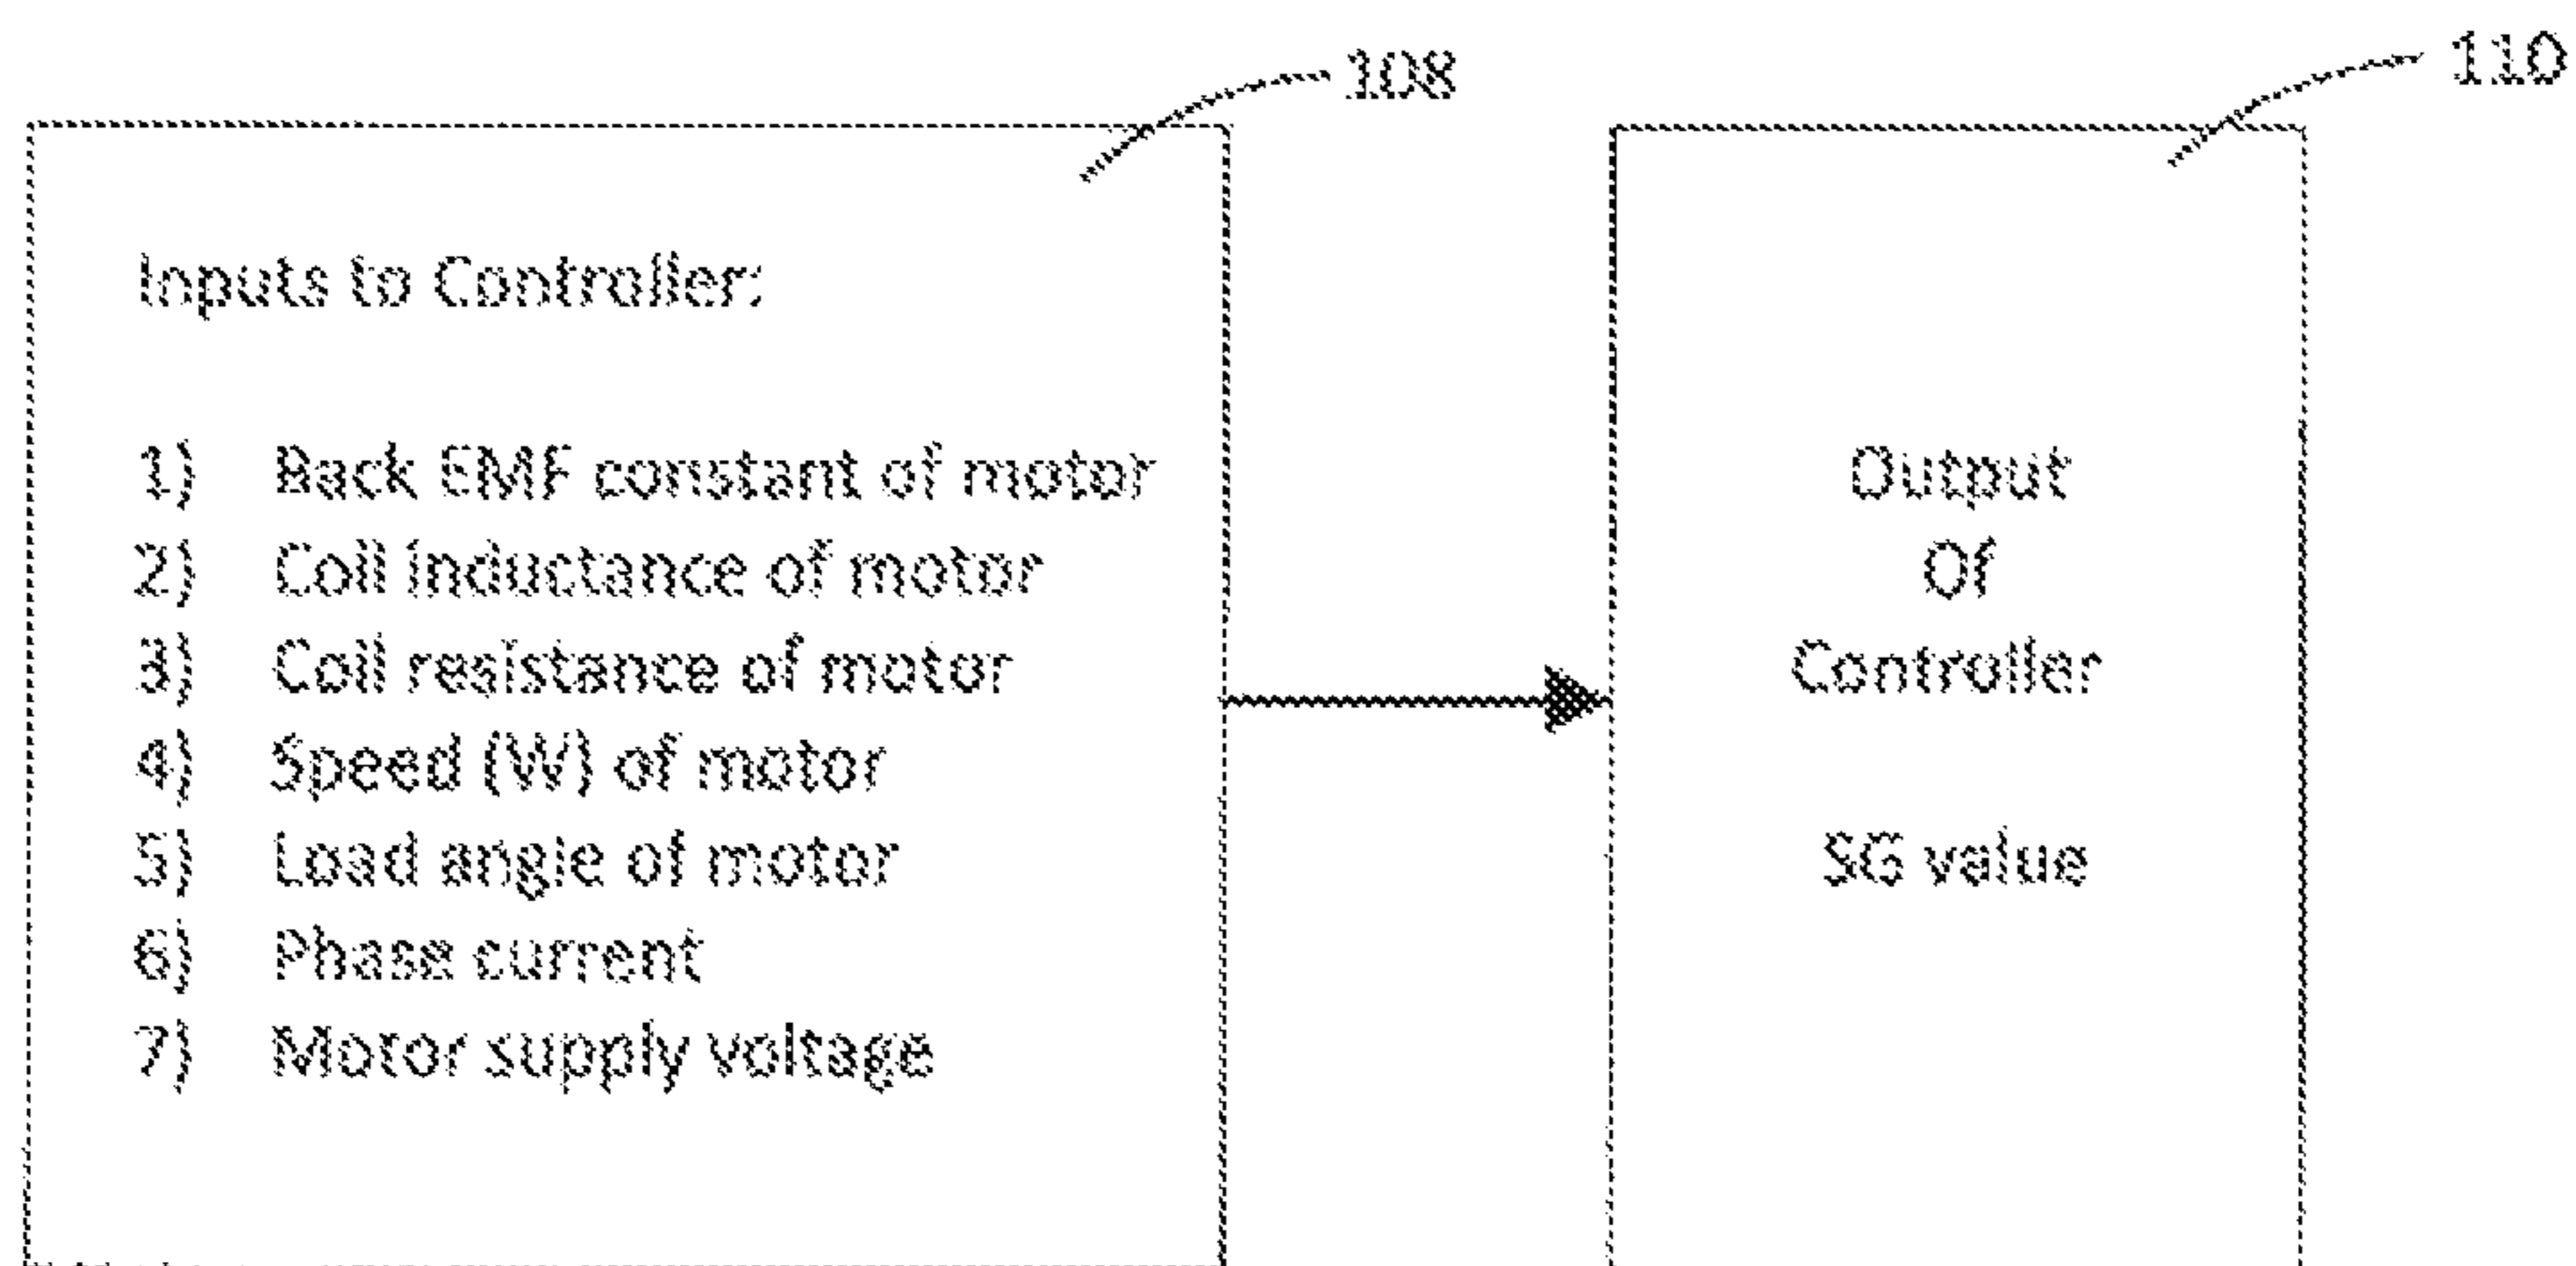 108
110
Inputs to Controller:
1) Back EMF constant of motor
2) Coil inductance of motor
3) Coil resistance of motor
4) Speed (W) of motor
5) Load angle of motor
6) Phase current
7) Motor supply voltage
Output
Of
Controller
SG value